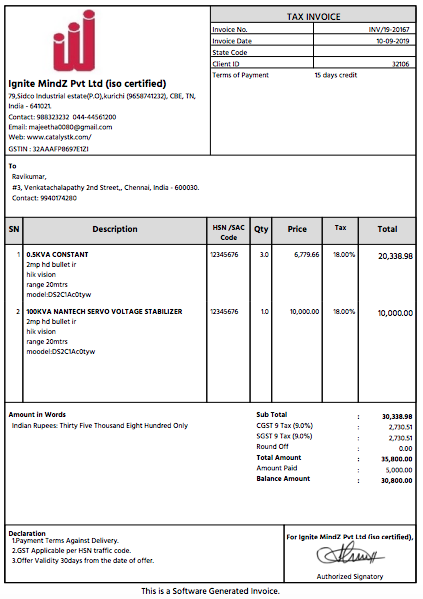 TAX INVOICE
Invoice No. INV/19-20167
Invoice Date 10-09-2019
State Code
Client ID 32106
Terms of Payment 15 days credit
Ignite MindZ Pvt Ltd (iso certified)
79,Sidco Industrial estate(P.O),kurichi (9658741232), CBE, TN,
India - 641021.
Contact: 988323232 044-44561200
Email: majeetha0080@gmail.com
Web: www.catalystk.com/
GSTIN : 32AAAFP8697E1ZI
To
Ravikumar,
#3, Venkatachalapathy 2nd Street,, Chennai, India - 600030.
Contact: 9940174280
SN Description HSN /SAC Code Qty Price Tax Total
1 0.5KVA CONSTANT 12345676 3.0 6,779.66 18.00% 20,338.98
2mp hd bullet ir
hik vision
range 20mtrs
model:DS2C1Ac0tyw
2 100KVA NANTECH SERVO VOLTAGE STABILIZER 12345676 1.0 10,000.00 18.00% 10,000.00
2mp hd bullet ir
hik vision
range 20mtrs
moodel:DS2C1Ac0tyw
Amount in Words
Indian Rupees: Thirty Five Thousand Eight Hundred Only
Sub Total : 30,338.98
CGST 9 Tax (9.0%) : 2,730.51
SGST 9 Tax (9.0%) : 2,730.51
Round Off : 0.00
Total Amount : 35,800.00
Amount Paid : 5,000.00
Balance Amount : 30,800.00
Declaration
1.Payment Terms Against Delivery.
2.GST Applicable per HSN traffic code.
3.Offer Validity 30days from the date of offer.
For Ignite MindZ Pvt Ltd (iso certified),
Authorized Signatory
This is a Software Generated Invoice.